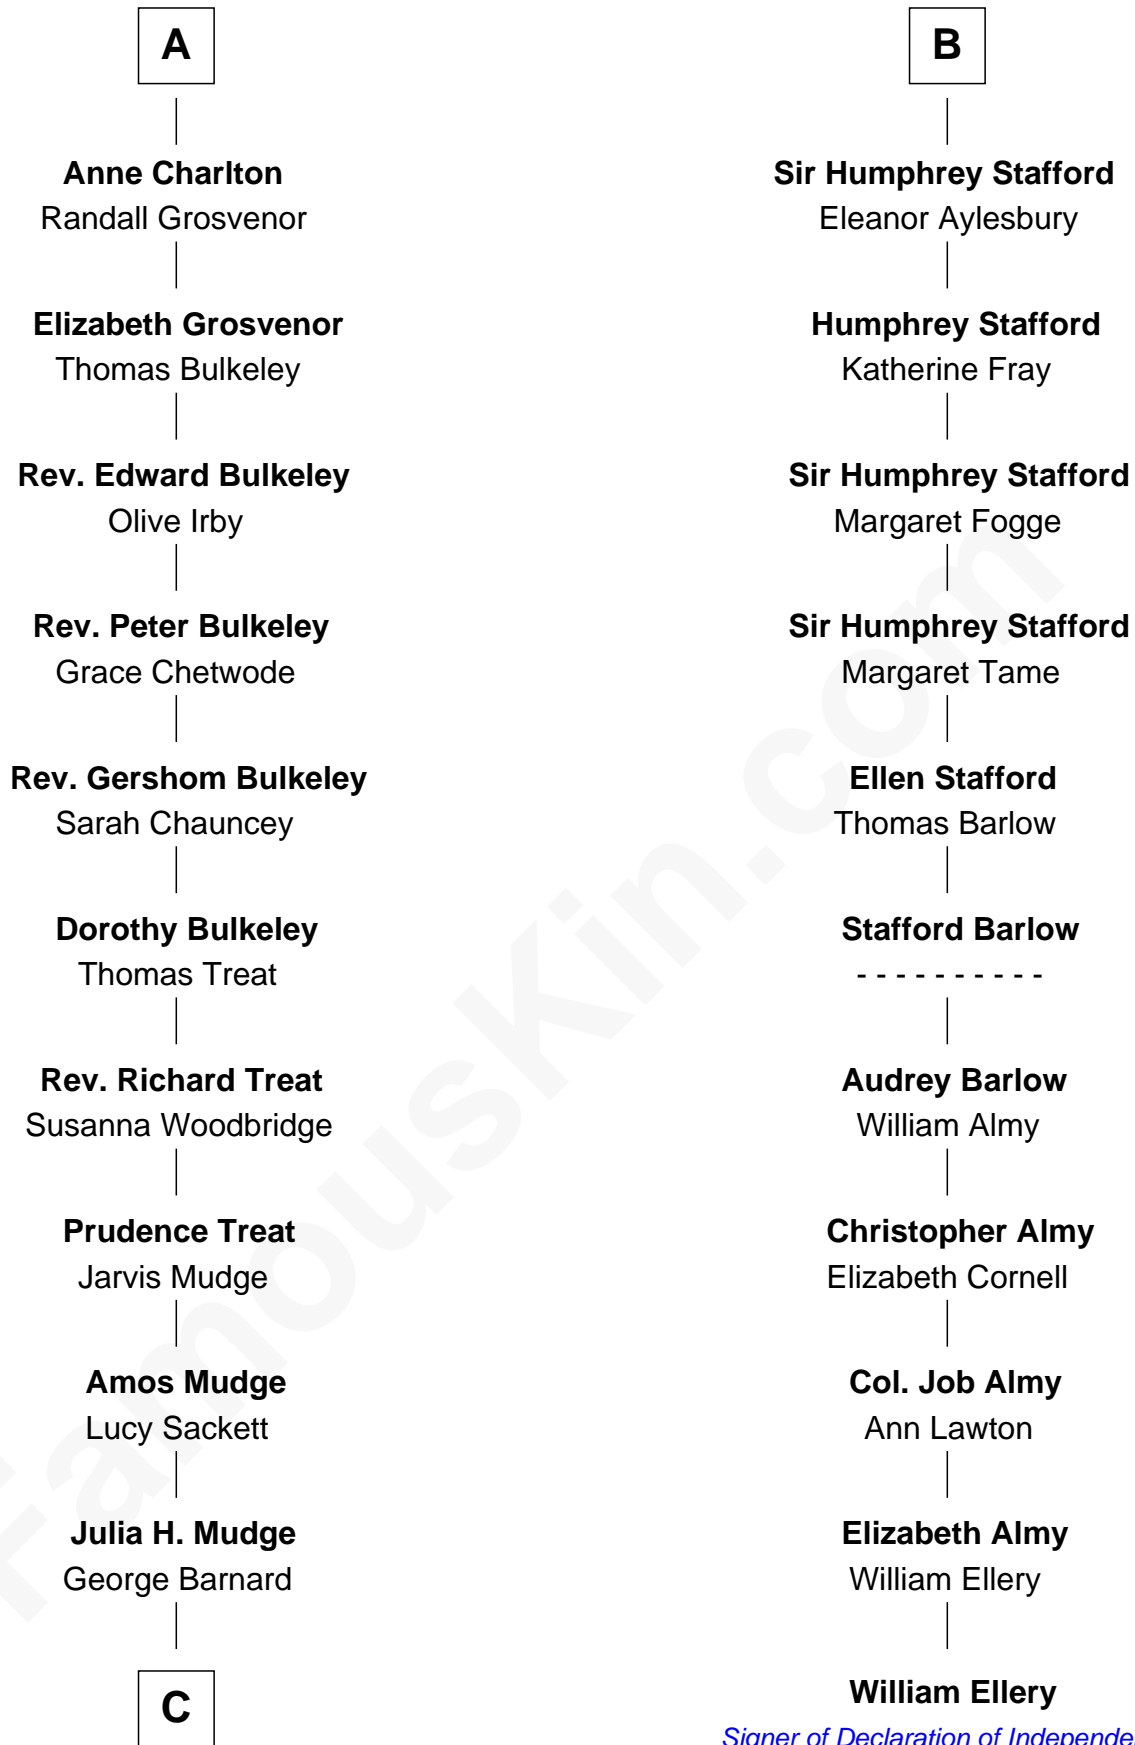 A
Anne Charlton
Randall Grosvenor
Elizabeth Grosvenor
Thomas Bulkeley
Rev. Edward Bulkeley
Olive Irby
Rev. Peter Bulkeley
Grace Chetwode
Rev. Gershom Bulkeley
Sarah Chauncey
Dorothy Bulkeley
Thomas Treat
Rev. Richard Treat
Susanna Woodbridge
Prudence Treat
Jarvis Mudge
Amos Mudge
Lucy Sackett
Julia H. Mudge
George Barnard
C
B
Sir Humphrey Stafford
Eleanor Aylesbury
Humphrey Stafford
Katherine Fray
Sir Humphrey Stafford
Margaret Fogge
Sir Humphrey Stafford
Margaret Tame
Ellen Stafford
Thomas Barlow
Stafford Barlow
- - - - - - - - - -
Audrey Barlow
William Almy
Christopher Almy
Elizabeth Cornell
Col. Job Almy
Ann Lawton
Elizabeth Almy
William Ellery
William Ellery
Signer of Declaration of
FamousKin.com